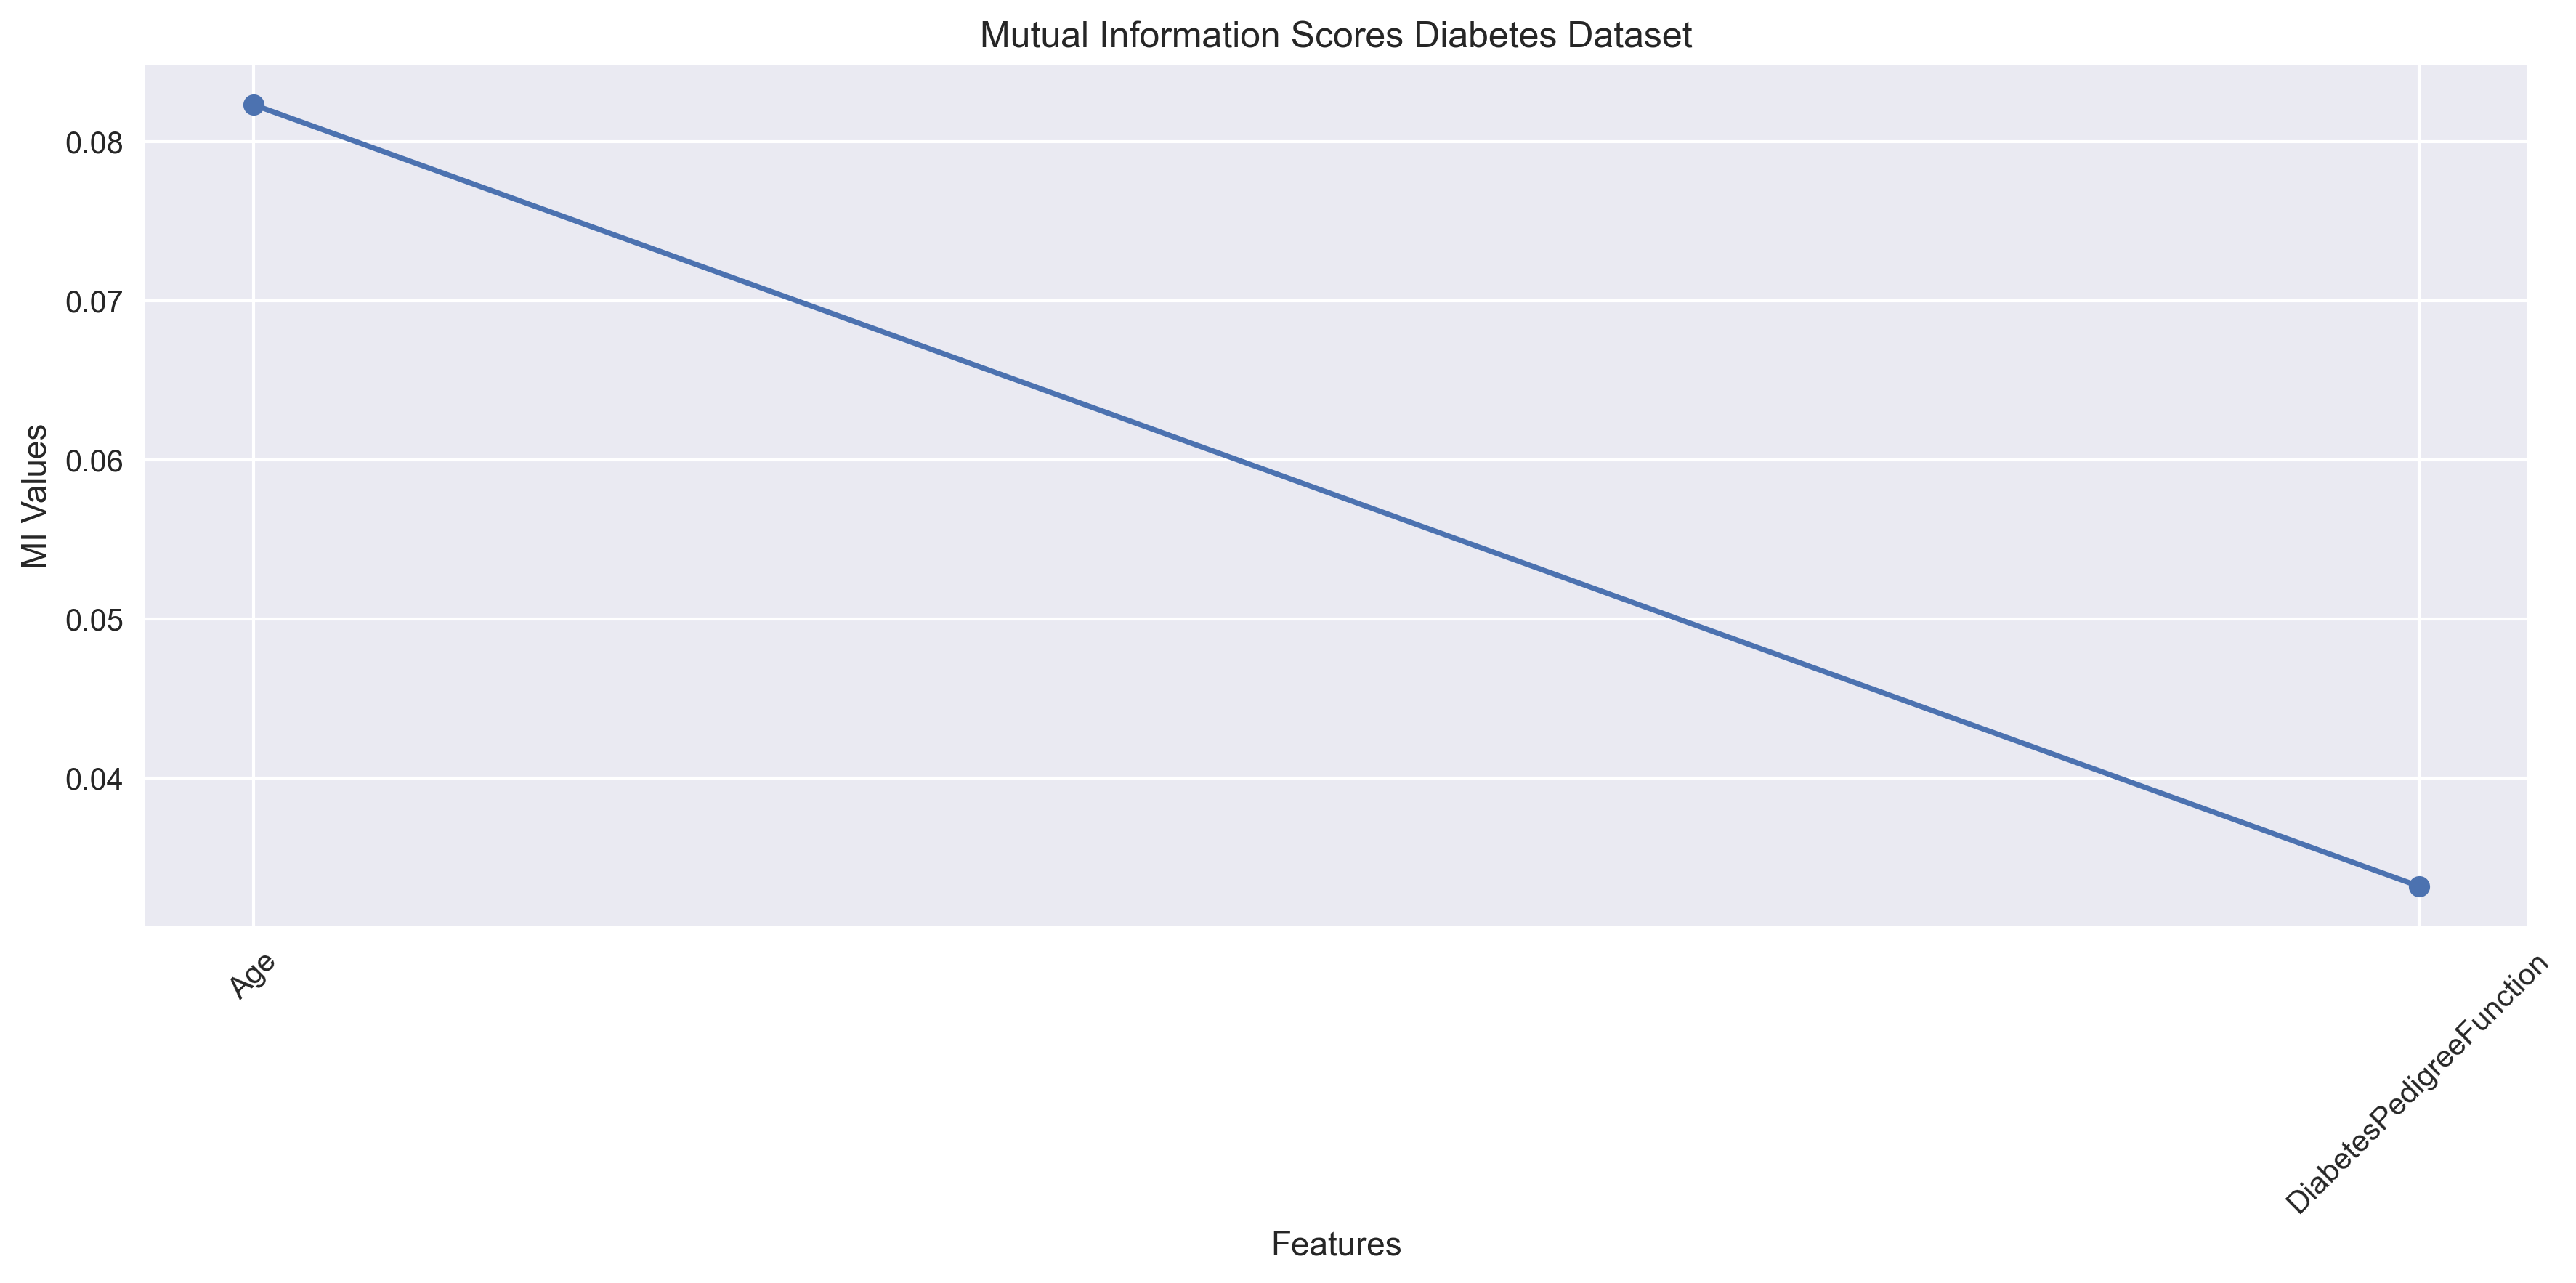 Mutual Information Scores Diabetes Dataset
0.08
0.07
0.06
0.05
0.04
MI Values
Age
DiabetesPedigreeFunction
Features